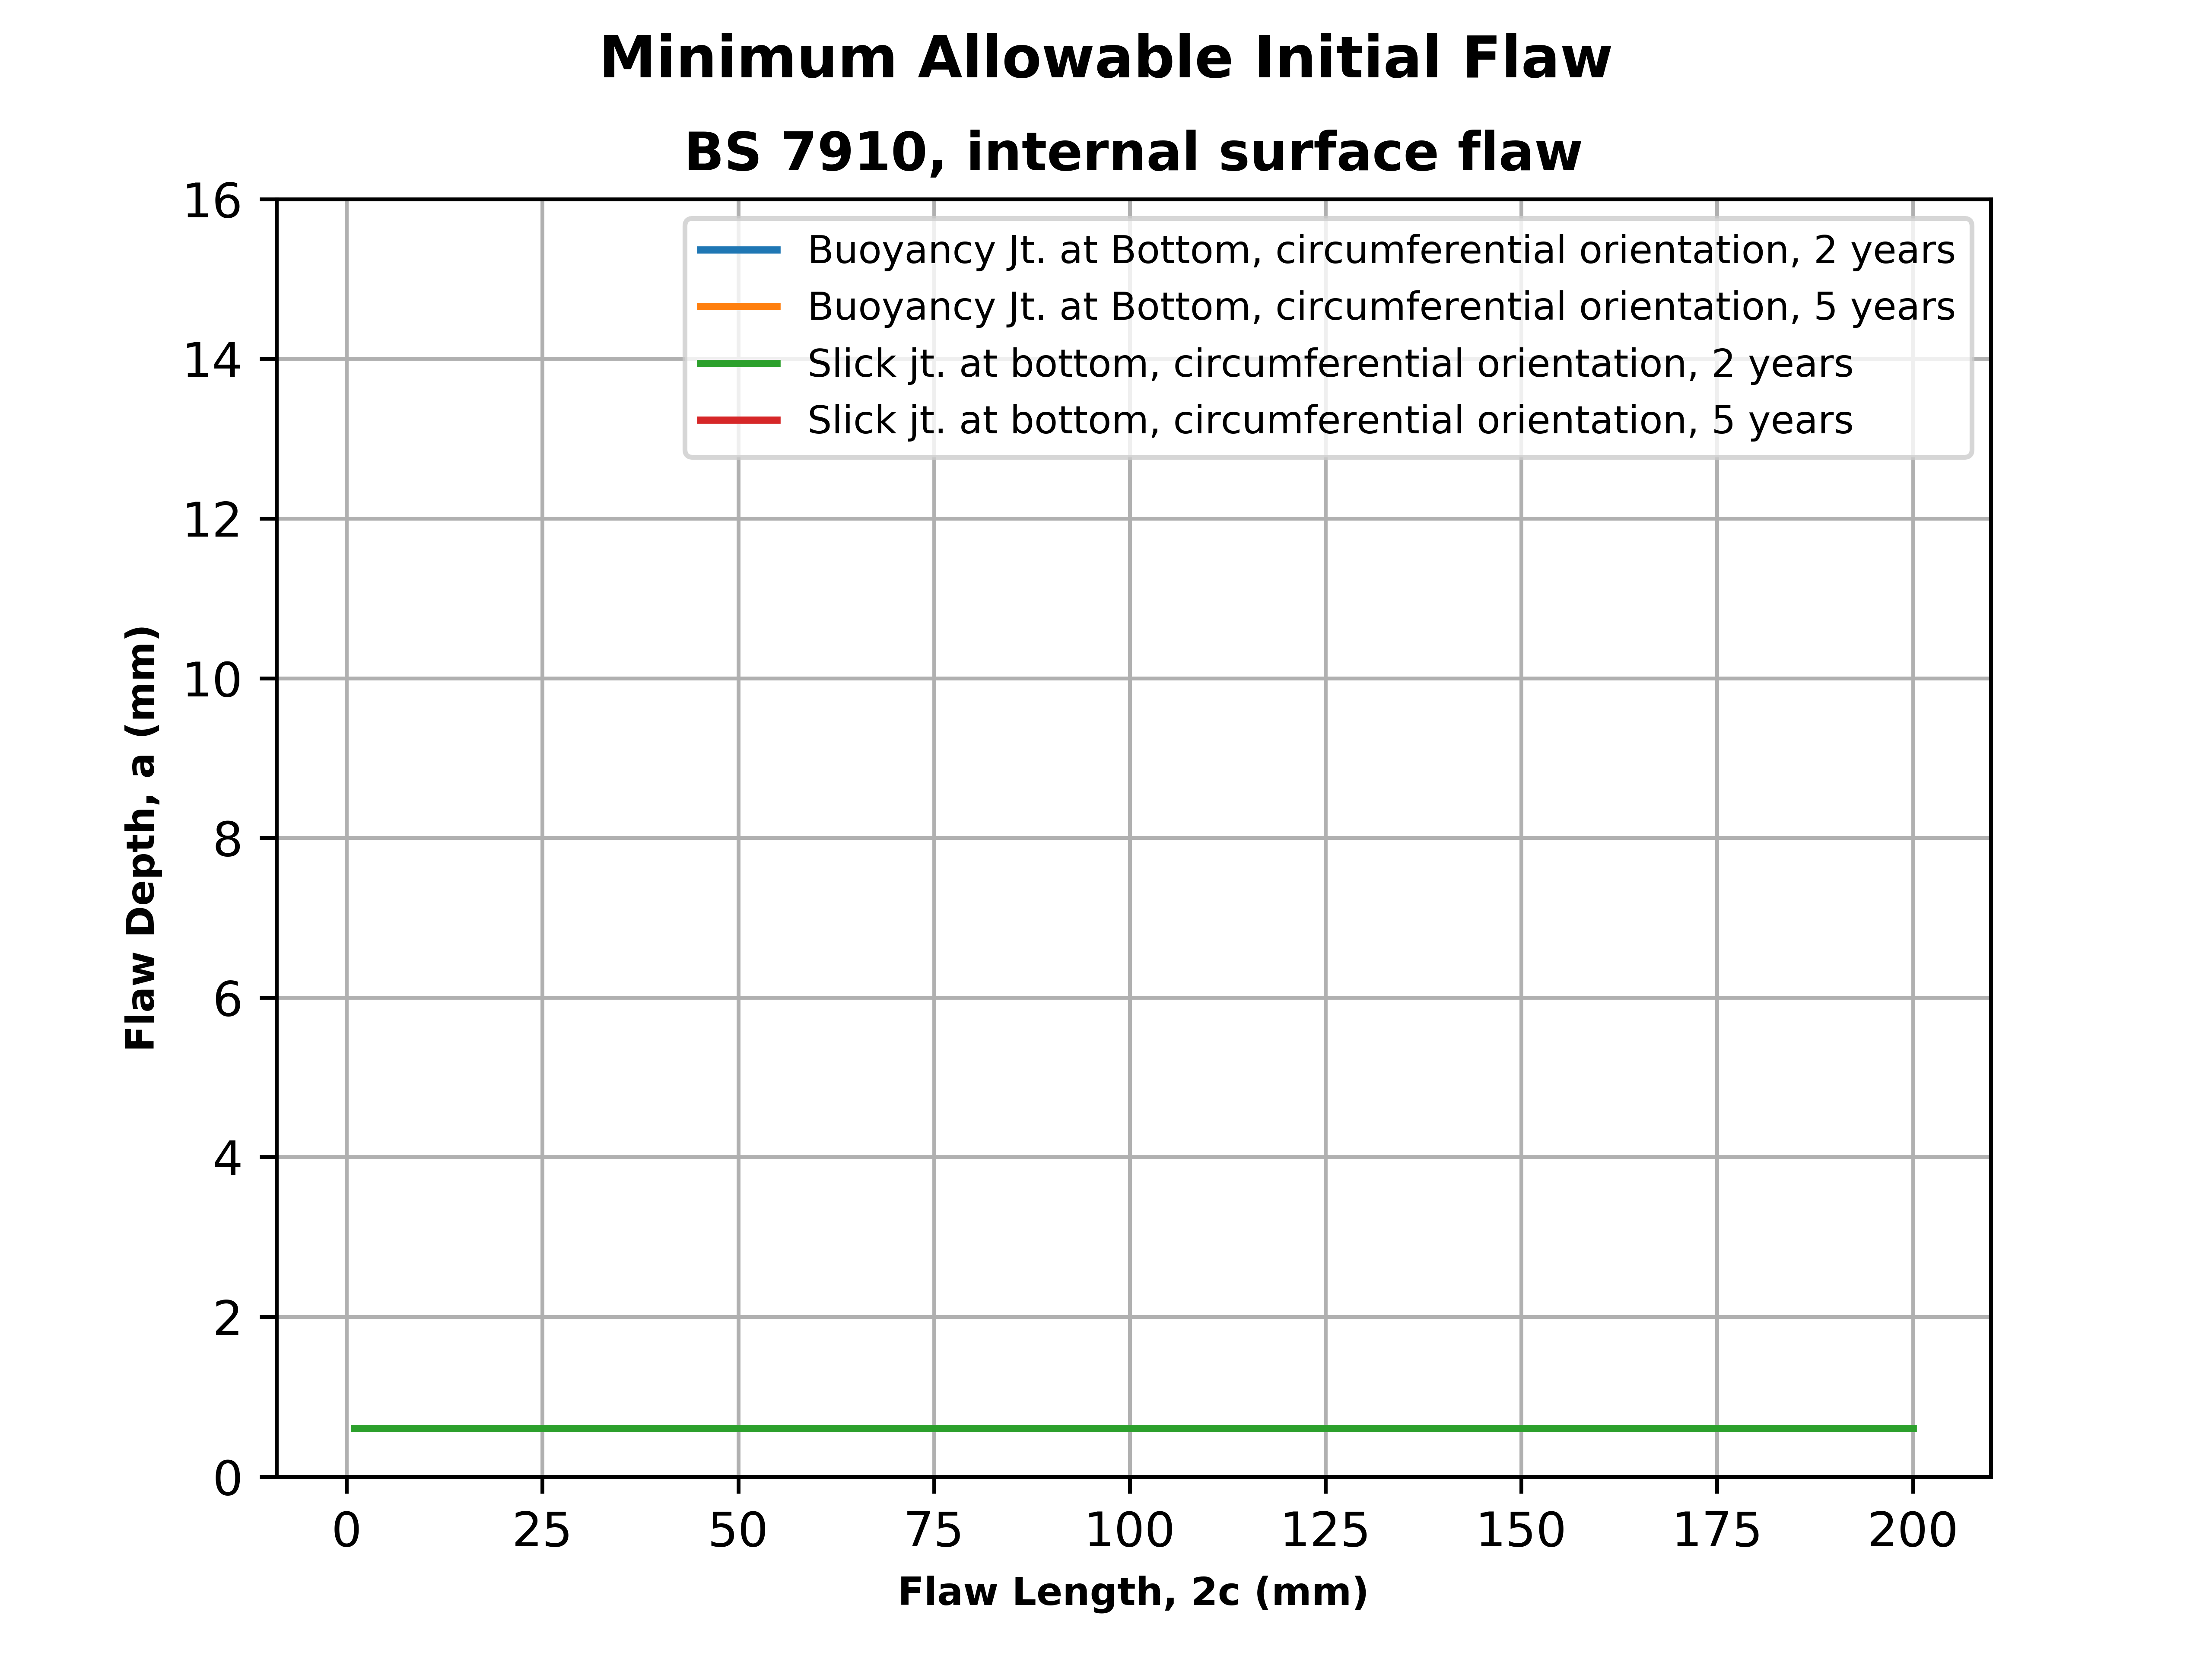 Minimum Allowable Initial Flaw
BS 7910, internal surface flaw
16
14
12
10
8
6
4
2
0
Flaw Depth, a (mm)
Buoyancy Jt. at Bottom, circumferential orientation, 2 years
Buoyancy Jt. at Bottom, circumferential orientation, 5 years
Slick jt. at bottom, circumferential orientation, 2 years
Slick jt. at bottom, circumferential orientation, 5 years
0 25 50 75 100 125 150 175 200
Flaw Length, 2c (mm)